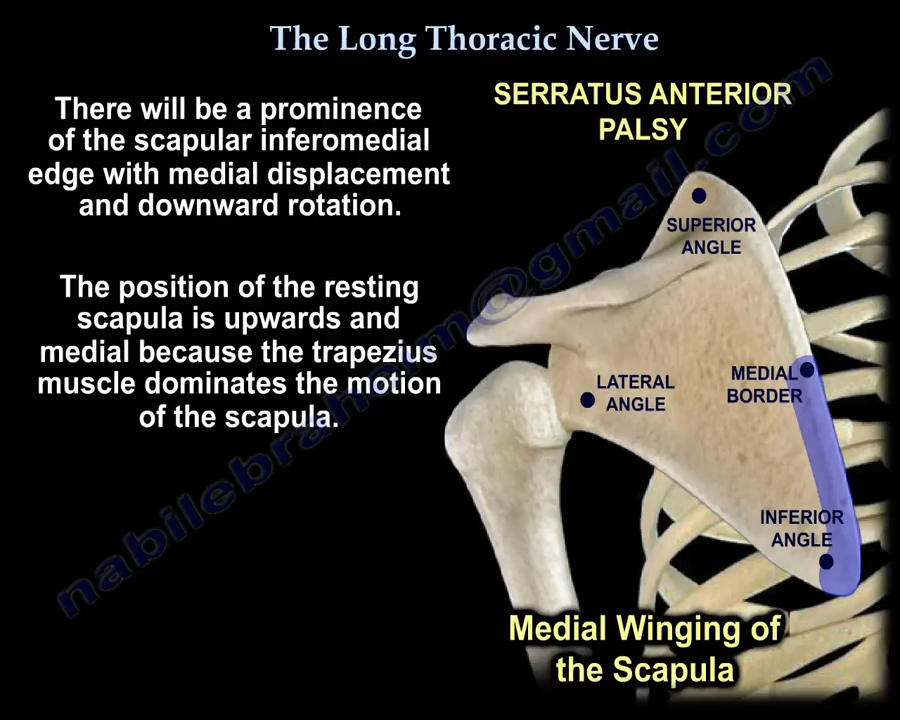 The Long Thoracic Nerve
There will be a prominence
of the scapular inferomedial
edge with medial displacement
and downward rotation.
The position of the resting
scapula is upwards and
medial because the trapezius
muscle dominates the motion
of the scapula.
SERRATUS ANTERIOR
PALSY
SUPERIOR
ANGLE
LATERAL
ANGLE
MEDIAL
BORDER
INFERIOR
ANGLE
Medial Winging of
the Scapula
nabilebraheim@gmail.com